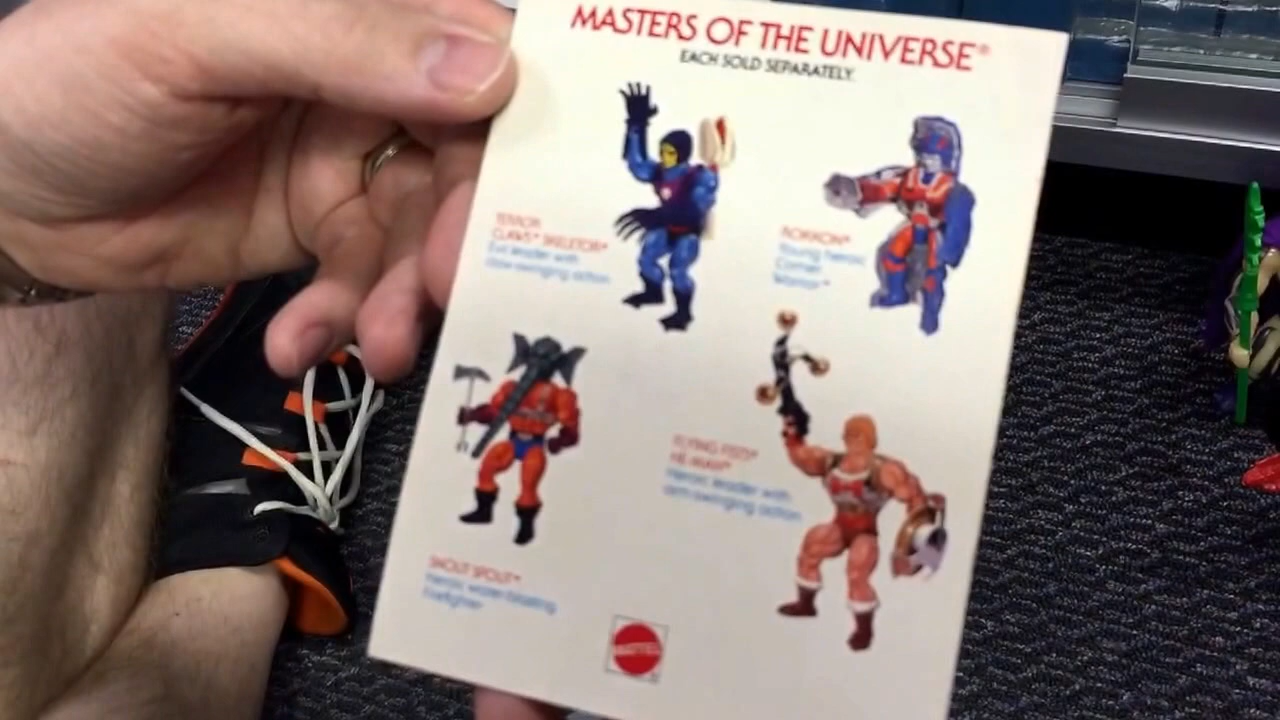 MASTERS OF THE UNIVERSE®
EACH SOLD SEPARATELY.
TERROR
CLAWS™ SKELETOR®
Evil leader with
claw-swinging action
ROKKON™
Young heroic
Comet
Warrior™
SNOUT SPOUT™
Heroic water-blasting
firefighter
FLYING FISTS™
HE-MAN®
Heroic leader with
arm-swinging action
MATTEL